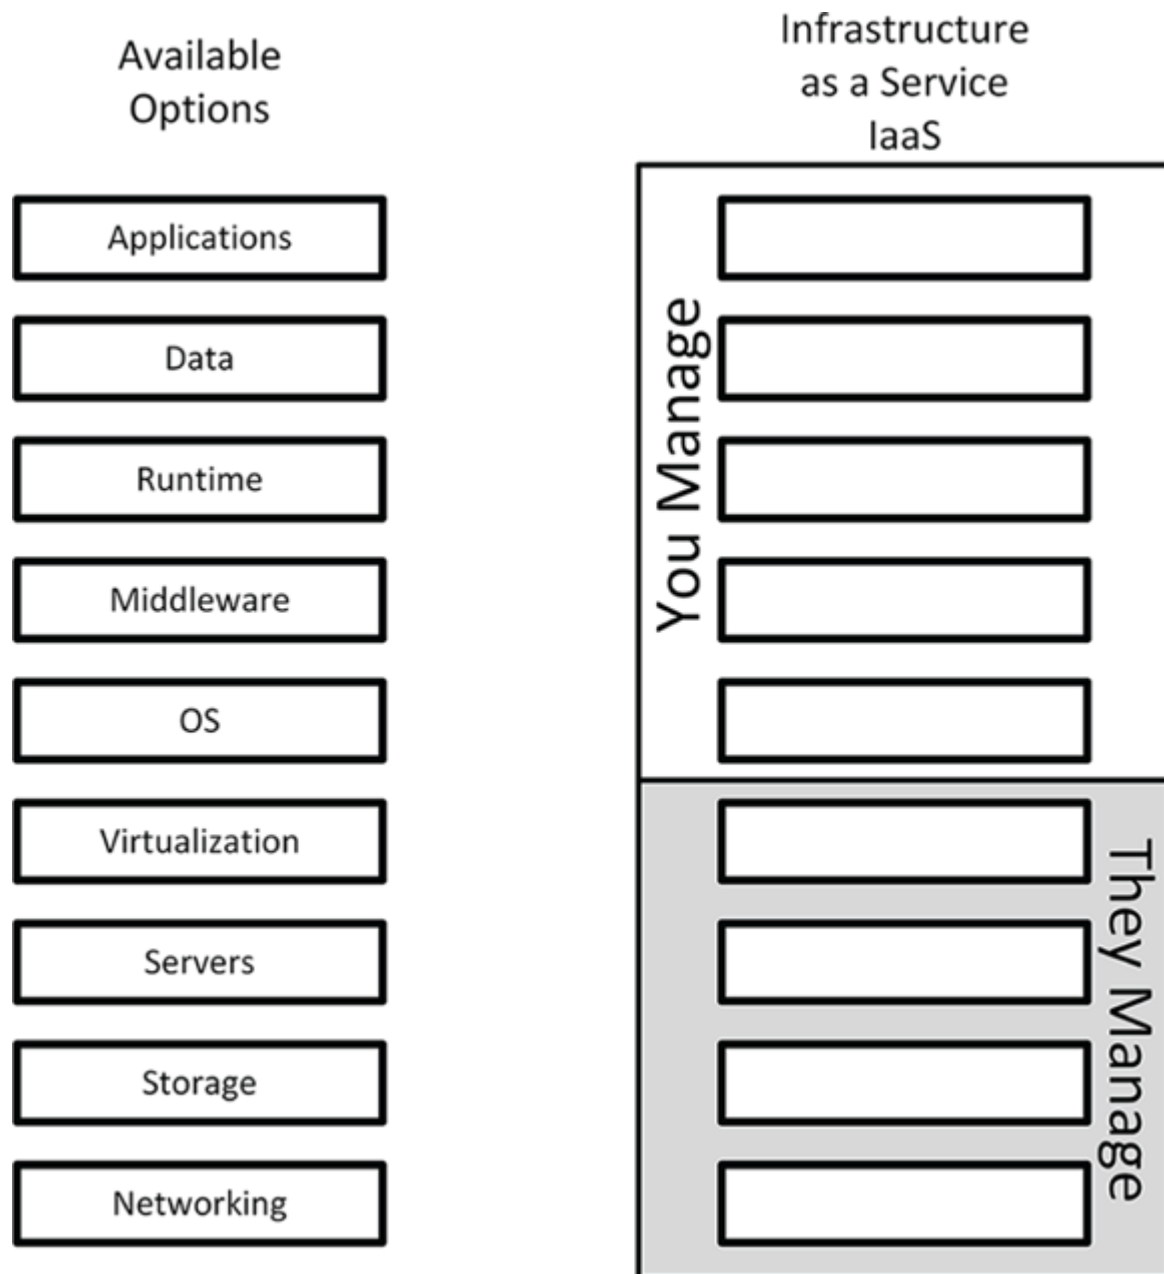 Available
Options
Applications
Data
Runtime
Middleware
OS
Virtualization
Servers
Storage
Networking
Infrastructure
as a Service
IaaS
You Manage
They Manage